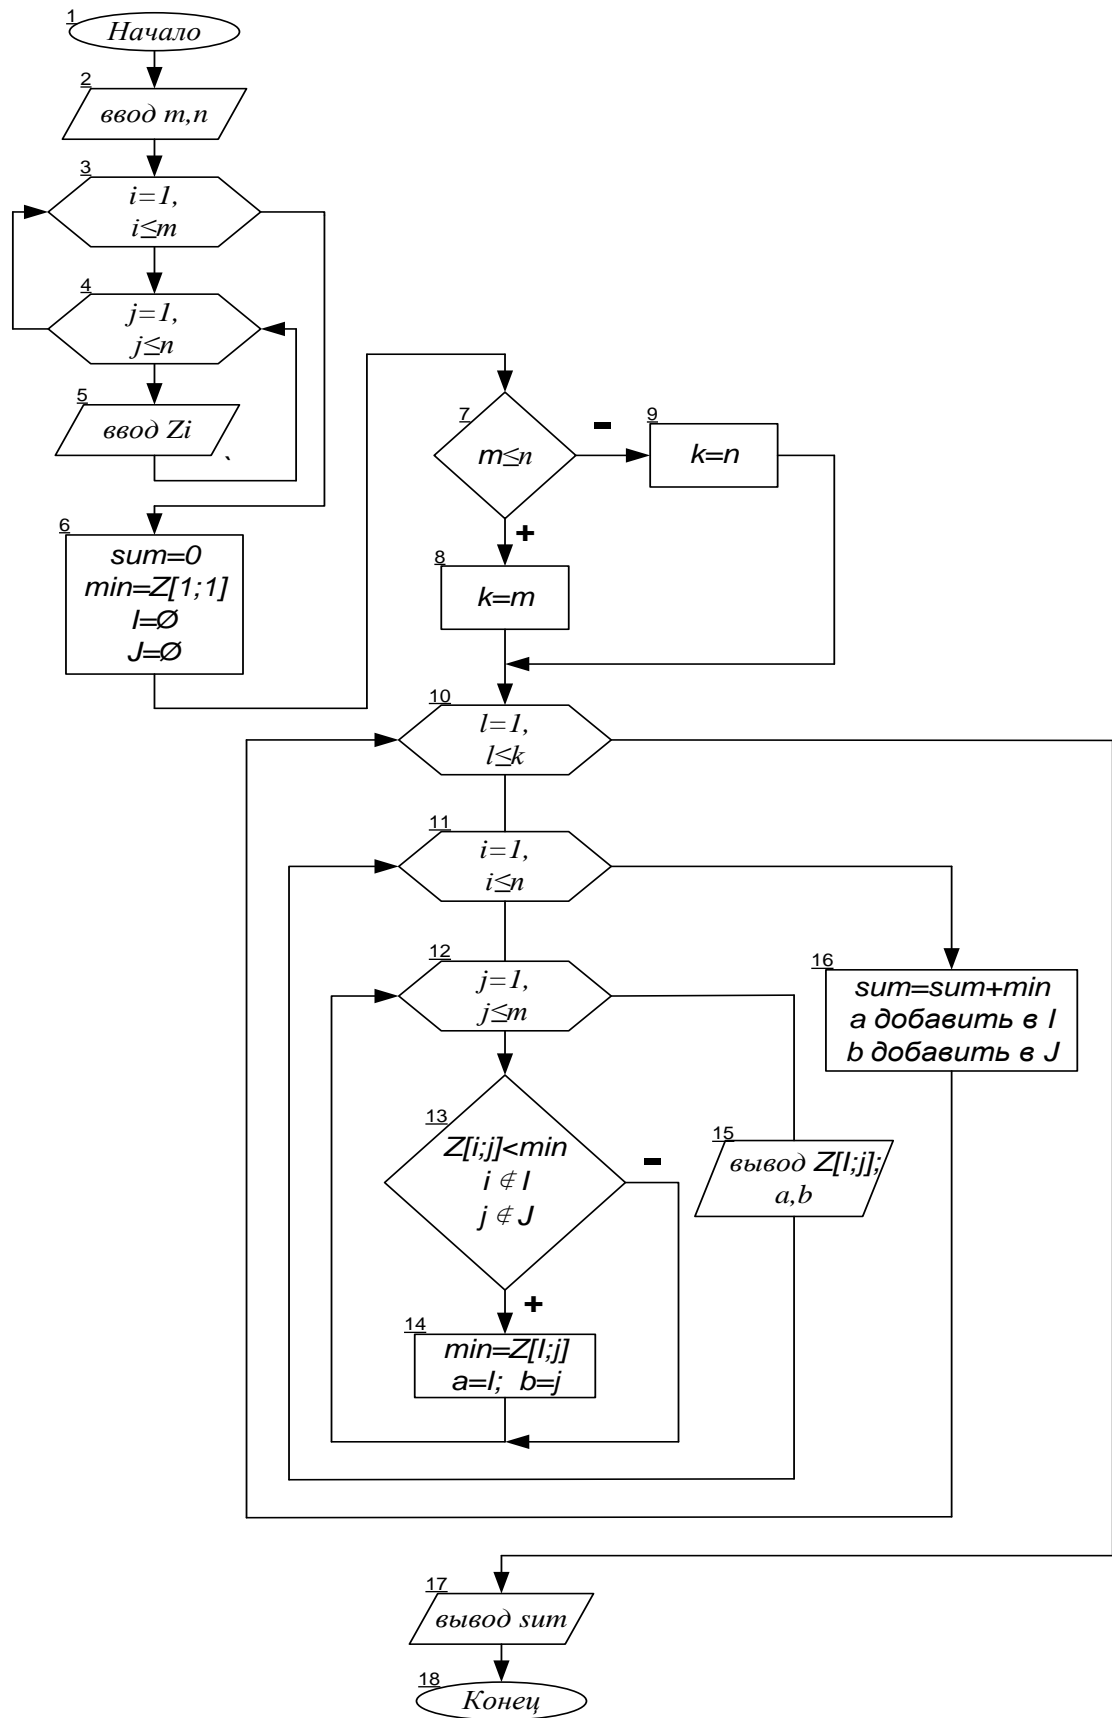 1
Начало
2
ввод m,n
3
i=1,
i≤m
4
j=1,
j≤n
5
ввод Zi
`
6
sum=0
min=Z[1;1]
I=∅
J=∅
7
m≤n
-
+
9
k=n
8
k=m
10
l=1,
l≤k
11
i=1,
i≤n
12
j=1,
j≤m
13
Z[i;j]<min
i ∉ I
j ∉ J
-
+
14
min=Z[I;j]
a=I; b=j
15
вывод Z[I;j];
a,b
16
sum=sum+min
a добавить в I
b добавить в J
17
вывод sum
18
Конец